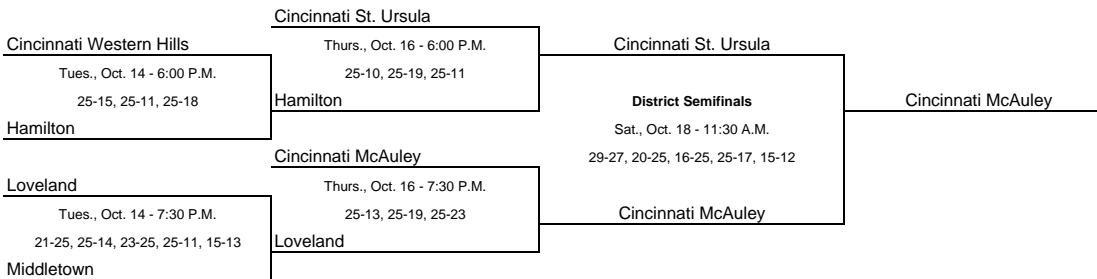 Cincinnati St. Ursula
Cincinnati Western Hills
Thurs., Oct. 16 - 6:00 P.M.
Cincinnati St. Ursula
Tues., Oct. 14 - 6:00 P.M.
25-10, 25-19, 25-11
25-15, 25-11, 25-18
Hamilton
District Semifinals
Cincinnati McAuley
Hamilton
Sat., Oct. 18 - 11:30 A.M.
Cincinnati McAuley
29-27, 20-25, 16-25, 25-17, 15-12
Loveland
Thurs., Oct. 16 - 7:30 P.M.
Tues., Oct. 14 - 7:30 P.M.
25-13, 25-19, 25-23
Cincinnati McAuley
21-25, 25-14, 23-25, 25-11, 15-13
Loveland
Middletown